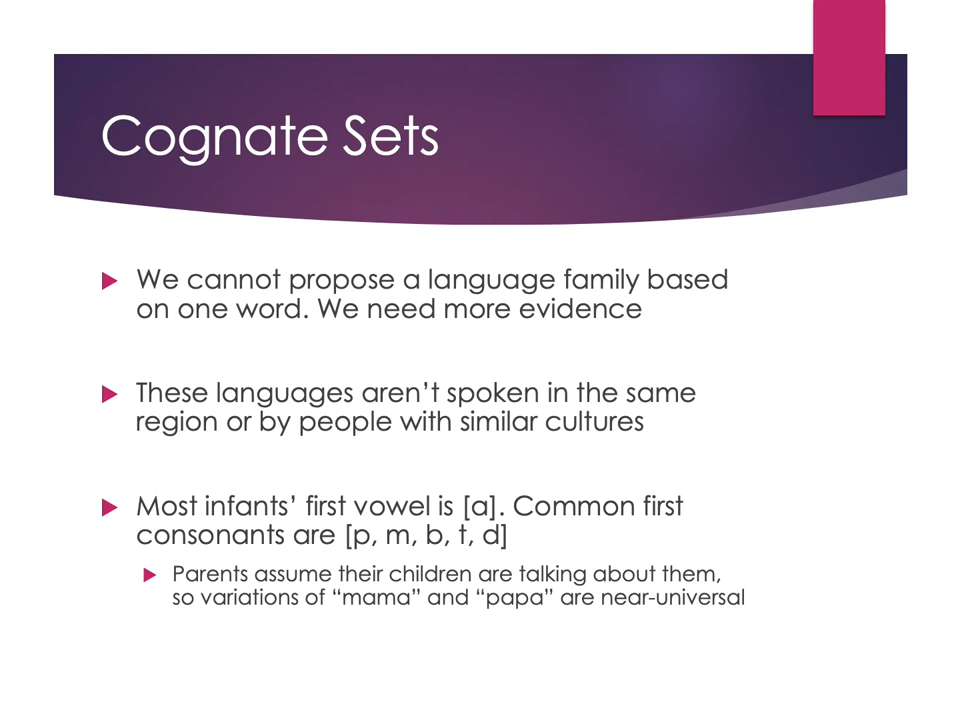 Cognate Sets
We cannot propose a language family based
on one word. We need more evidence
These languages aren’t spoken in the same
region or by people with similar cultures
Most infants’ first vowel is [a]. Common first
consonants are [p, m, b, t, d]
Parents assume their children are talking about them,
so variations of “mama” and “papa” are near-universal